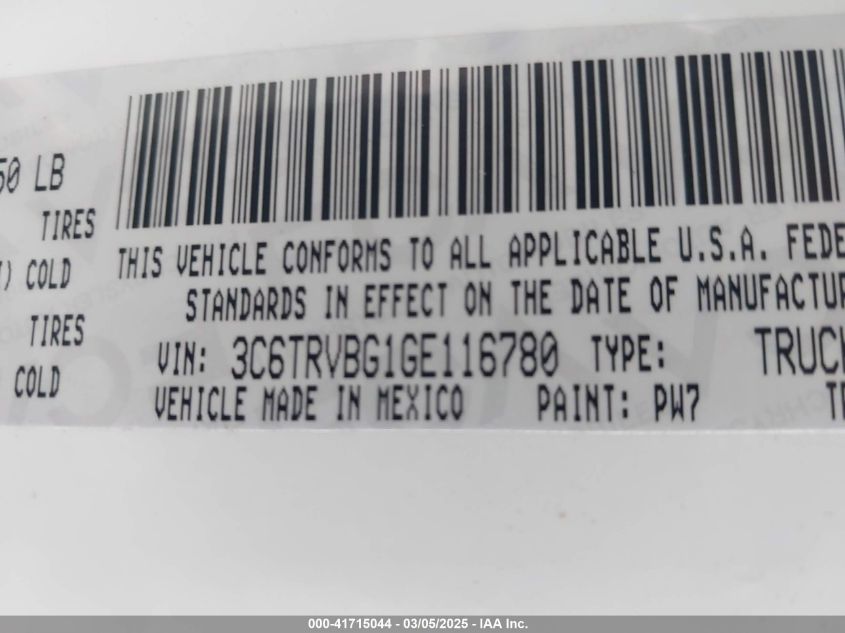 50 LB
TIRES
COLD
TIRES
COLD
THIS VEHICLE CONFORMS TO ALL APPLICABLE U.S.A. FEDE
STANDARDS IN EFFECT ON THE DATE OF MANUFACTUR
VIN: 3C6TRVBG1GE116780 TYPE: TRUCK
VEHICLE MADE IN MEXICO PAINT: PW7
000-41715044 | 03/05/2025 - IAA Inc.